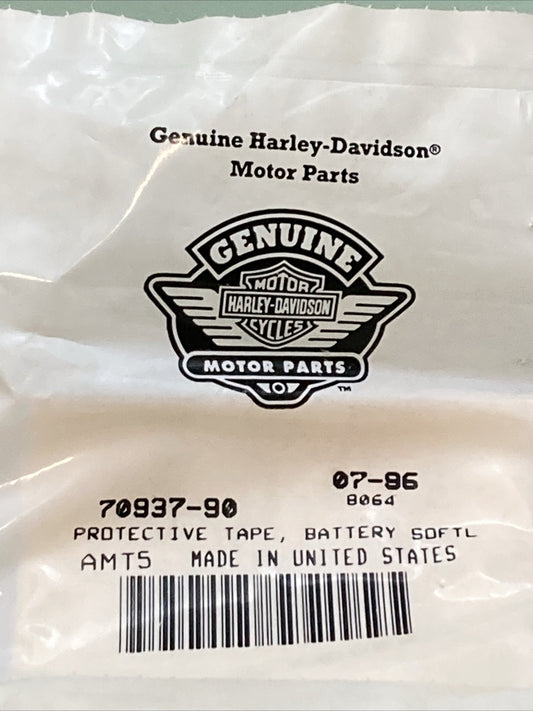 Genuine Harley-Davidson®
Motor Parts
GENUINE
MOTOR
HARLEY-DAVIDSON
CYCLES
MOTOR PARTS
TM
07-96
70937-90
8064
PROTECTIVE TAPE, BATTERY SOFTL
AMT5 MADE IN UNITED STATES